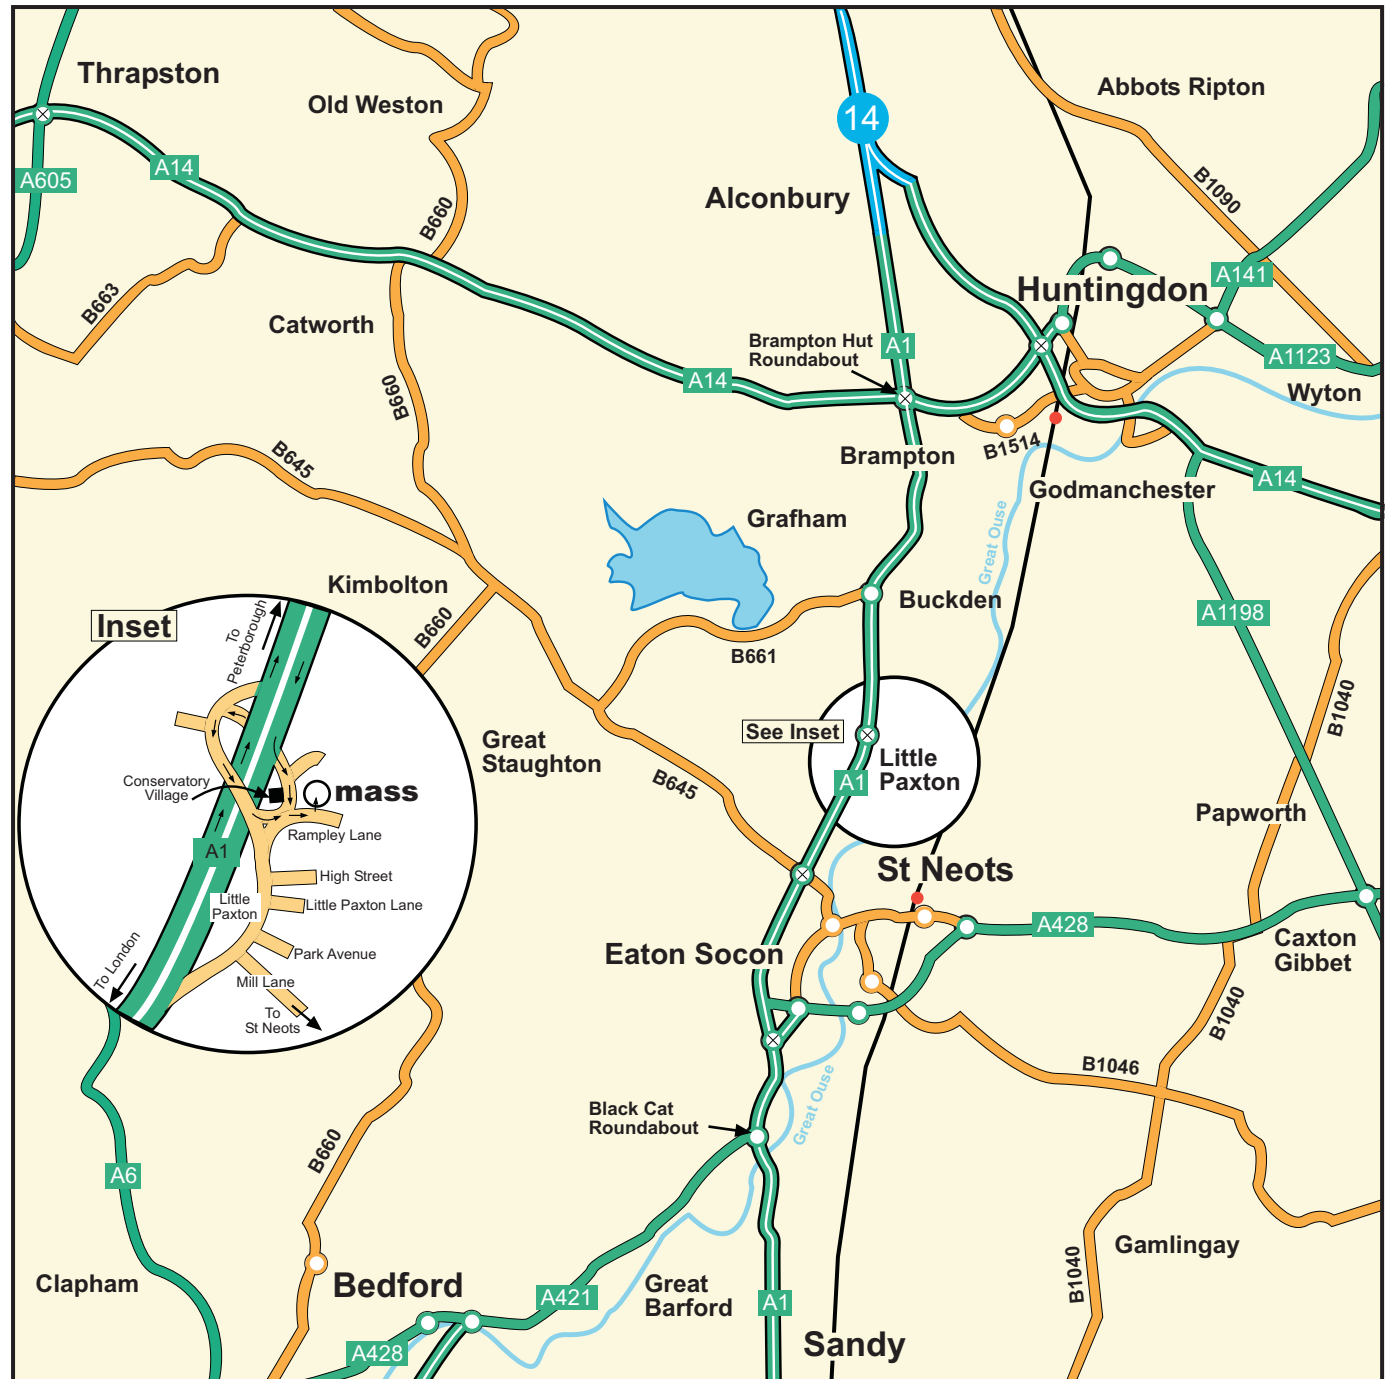 Thrapston
Old Weston
14
Abbots Ripton
A14
A605
Alconbury
B660
B1090
A141
Huntingdon
B663
Catworth
Brampton Hut
Roundabout
A1
A1123
Wyton
A14
B660
B1514
Brampton
B645
A14
Godmanchester
Grafham
Great Ouse
Kimbolton
Buckden
A1198
Inset
B660
B661
To
Peterborough
B1040
See Inset
Great
Staughton
Little
Paxton
A1
B645
Conservatory
Village
mass
Papworth
Rampley Lane
A1
St Neots
High Street
Little
Paxton
Little Paxton Lane
A428
Caxton
Gibbet
Eaton Socon
Park Avenue
To London
Mill Lane
To
St Neots
B1040
B1046
Great Ouse
Black Cat
Roundabout
B660
A6
Gamlingay
B1040
Clapham
Bedford
A421
Great
Barford
A1
Sandy
A428